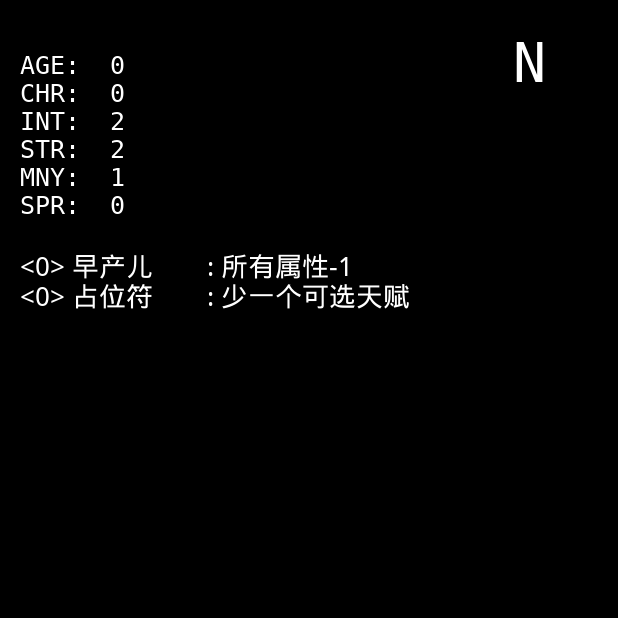 N
AGE: 0
CHR: 0
INT: 2
STR: 2
MNY: 1
SPR: 0
<O> 早产儿 : 所有属性-1
<O> 占位符 : 少一个可选天赋